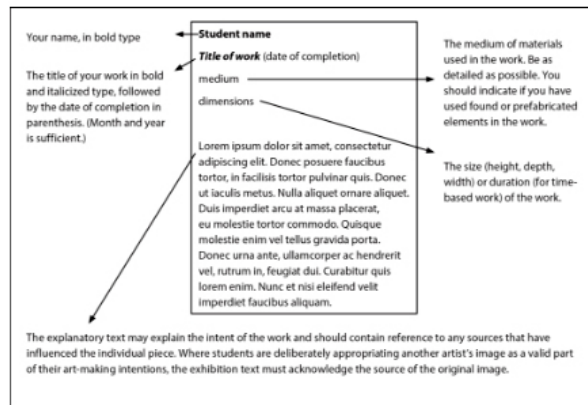 Your name, in bold type
The title of your work in bold
and italicized type, followed
by the date of completion in
parenthesis. (Month and year
is sufficient.)
Student name
Title of work (date of completion)
medium
dimensions
Lorem ipsum dolor sit amet, consectetur
adipiscing elit. Donec posuere faucibus
tortor, in facilisis tortor pulvinar quis. Donec
ut iaculis metus. Nulla aliquet ornare aliquet.
Duis imperdiet arcu at massa placerat,
eu molestie tortor commodo. Quisque
molestie enim vel tellus gravida porta.
Donec urna ante, ullamcorper ac hendrerit
vel, rutrum in, feugiat dui. Curabitur quis
lorem enim. Nunc et nisi eleifend velit
imperdiet faucibus aliquam.
The medium of materials
used in the work. Be as
detailed as possible. You
should indicate if you have
used found or prefabricated
elements in the work.
The size (height, depth,
width) or duration (for time-
based work) of the work.
The explanatory text may explain the intent of the work and should contain reference to any sources that have
influenced the individual piece. Where students are deliberately appropriating another artist's image as a valid part
of their art-making intentions, the exhibition text must acknowledge the source of the original image.